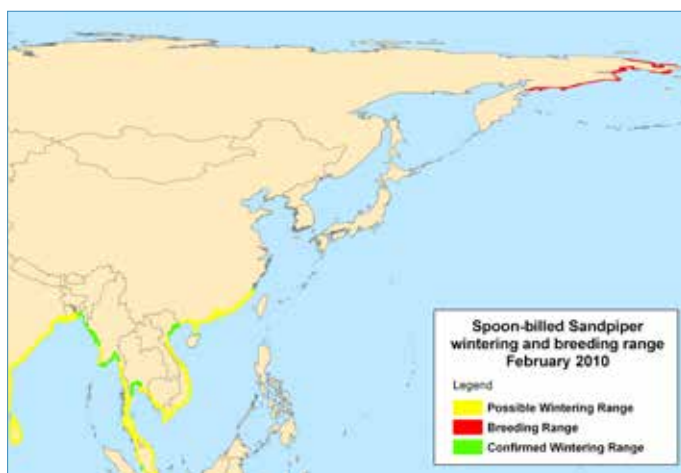 Spoon-billed Sandpiper
wintering and breeding range
February 2010
Legend
Possible Wintering Range
Breeding Range
Confirmed Wintering Range